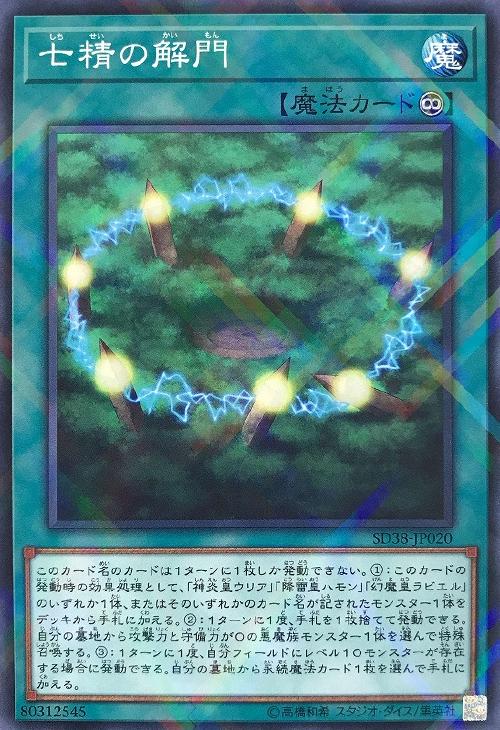 七精の解門
魔
【魔法カード】
SD38-JP020
このカード名のカードは1ターンに1枚しか発動できない。①：このカードの
発動時の効果処理として、「神炎皇ウリア」「降雷皇ハモン」「幻魔皇ラビエル」
のいずれか1体、またはそのいずれかのカード名が記されたモンスター1体を
デッキから手札に加える。②：1ターンに1度、手札を1枚捨てて発動できる。
自分の墓地から攻撃力と守備力が0の悪魔族モンスター1体を選んで特殊
召喚する。③：1ターンに1度、自分フィールドにレベル10モンスターが存在
する場合に発動できる。自分の墓地から永続魔法カード1枚を選んで手札に
加える。
80312545
©高橋和希 スタジオ・ダイス/集英社